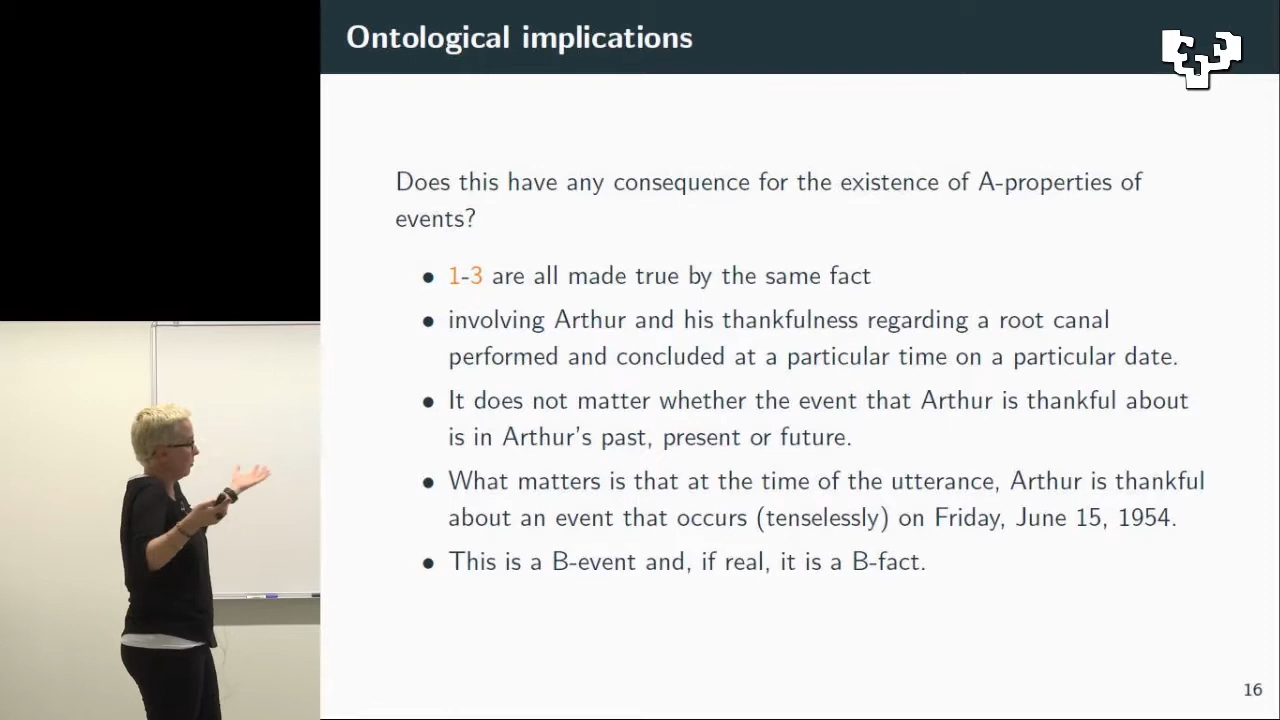 Ontological implications
Does this have any consequence for the existence of A-properties of
events?
• 1-3 are all made true by the same fact
• involving Arthur and his thankfulness regarding a root canal
performed and concluded at a particular time on a particular date.
• It does not matter whether the event that Arthur is thankful about
is in Arthur's past, present or future.
• What matters is that at the time of the utterance, Arthur is thankful
about an event that occurs (tenselessly) on Friday, June 15, 1954.
• This is a B-event and, if real, it is a B-fact.
16